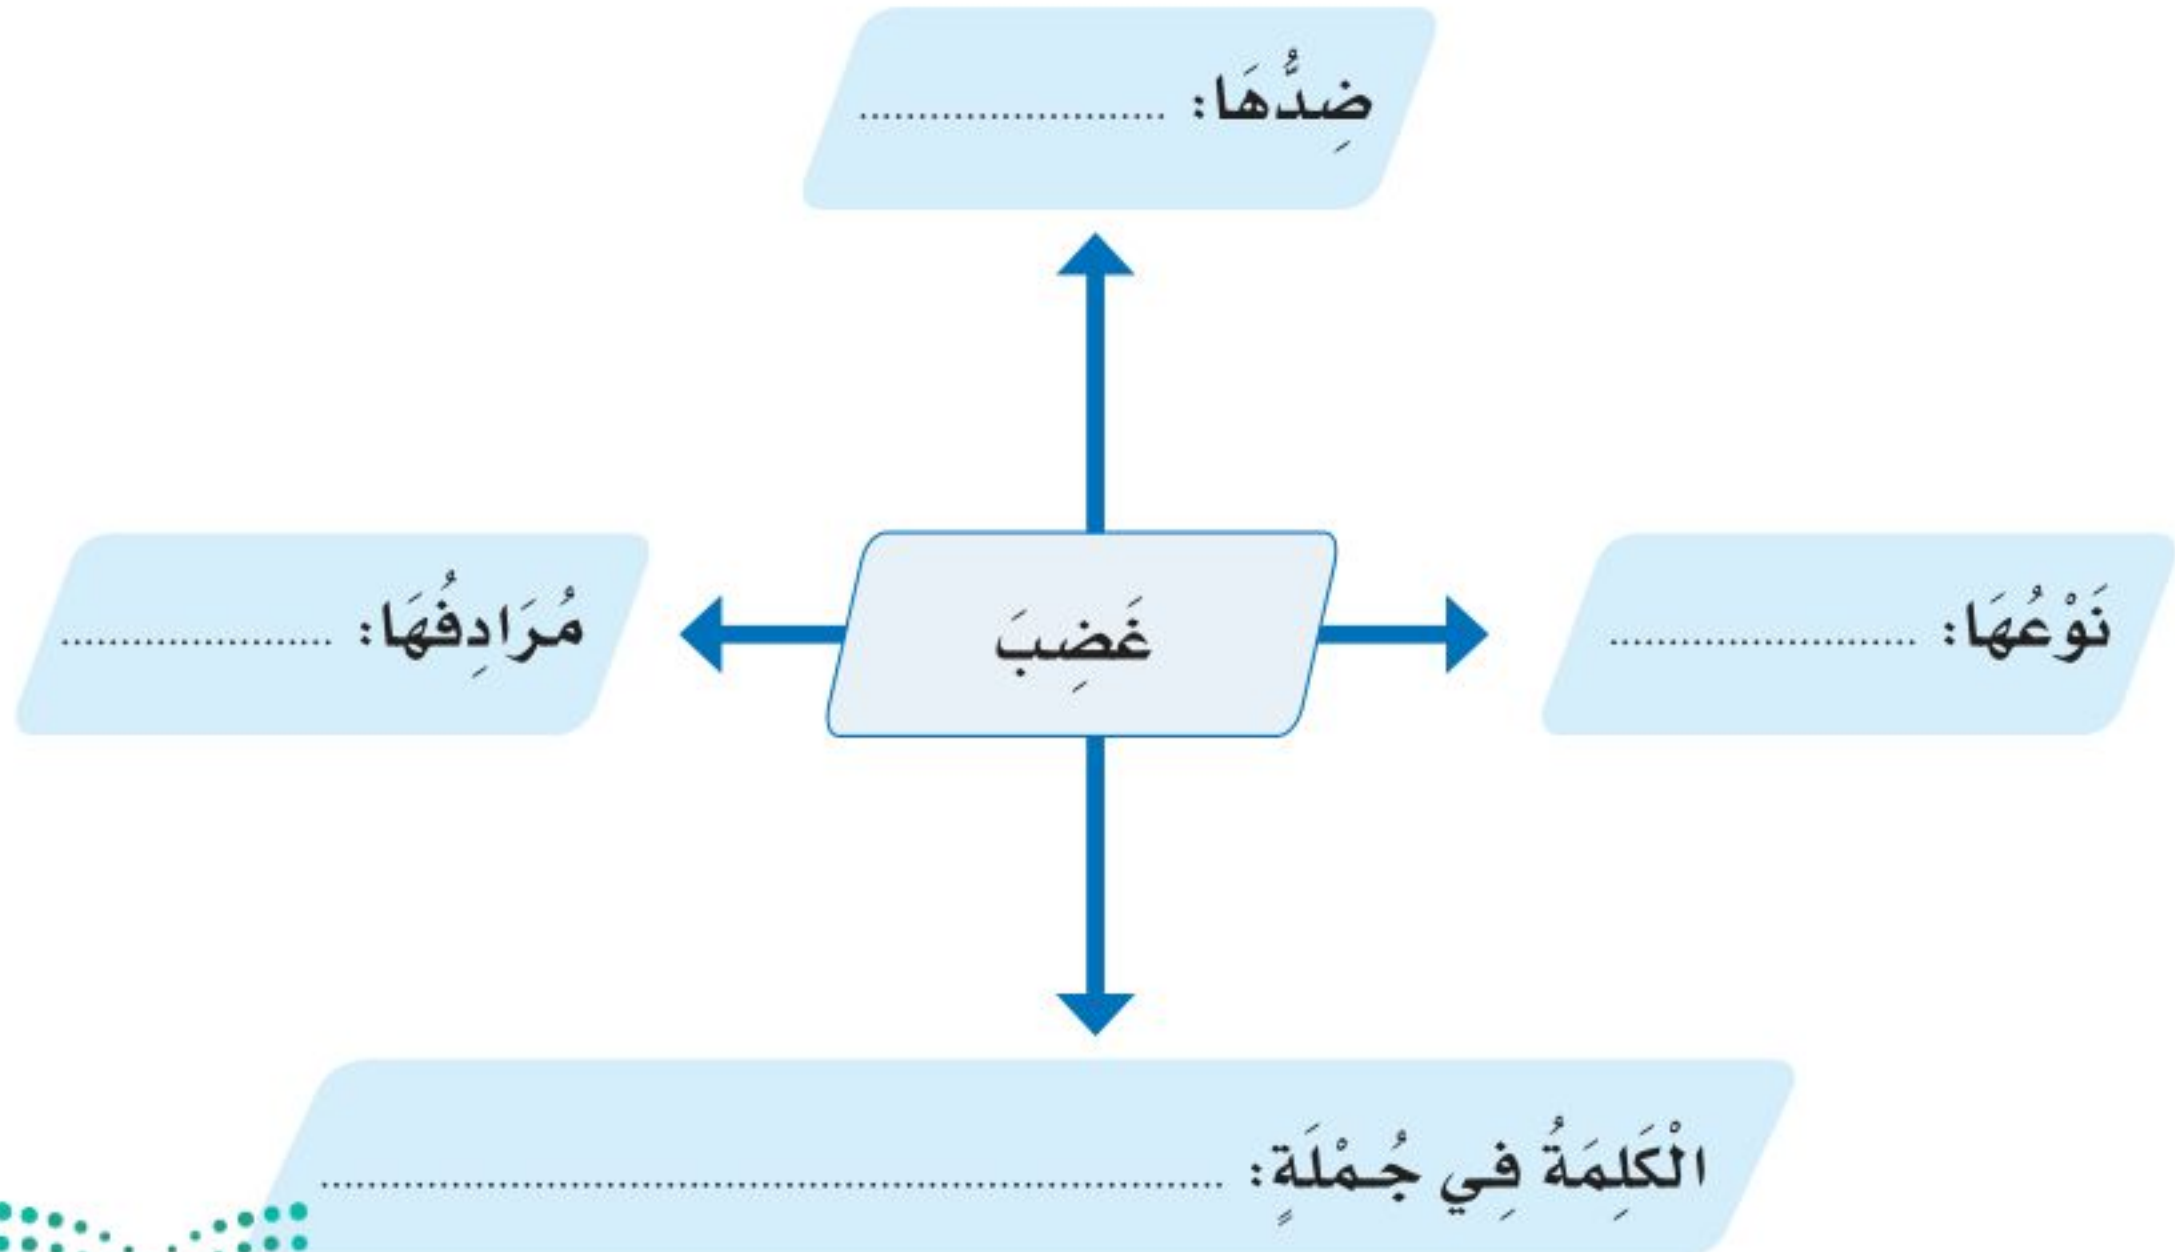 ضِدُّهَا: ..........................
نَوْعُهَا: ..........................
غَضِبَ
مُرَادِفُهَا: .......................
الْكَلِمَةُ فِي جُمْلَةٍ: ............................................................................